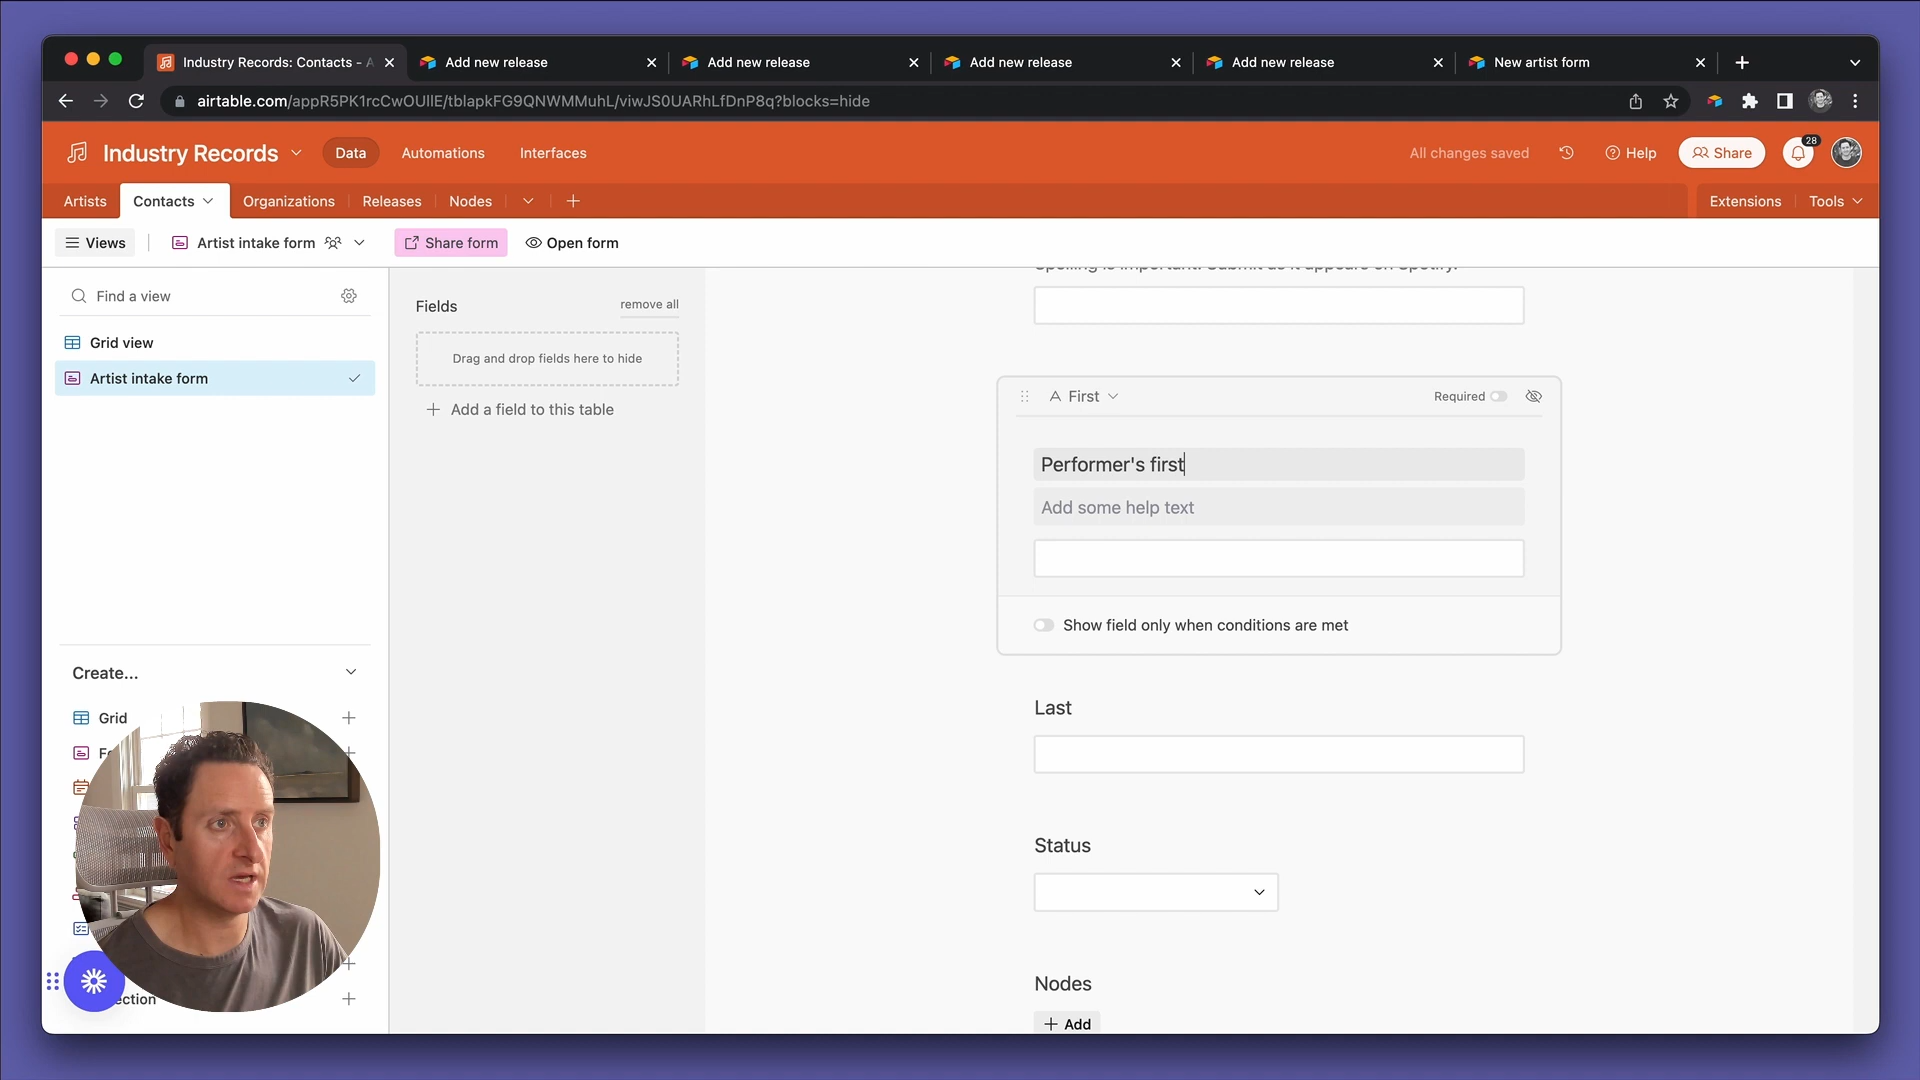 Industry Records: Contacts - A
Add new release
Add new release
Add new release
Add new release
New artist form
airtable.com/appR5PK1rcCwOUllE/tblapkFG9QNWMMuhL/viwJS0UARhLfDnP8q?blocks=hide
Industry Records
Data
Automations
Interfaces
All changes saved
Help
Share
28
Artists
Contacts
Organizations
Releases
Nodes
Extensions
Tools
Views
Artist intake form
Share form
Open form
Find a view
Grid view
Artist intake form
Create...
Grid
Fields
remove all
Drag and drop fields here to hide
Add a field to this table
Spelling is important. Submit as it appears on Spotify.
First
Required
Performer's first
Add some help text
Show field only when conditions are met
Last
Status
Nodes
Add